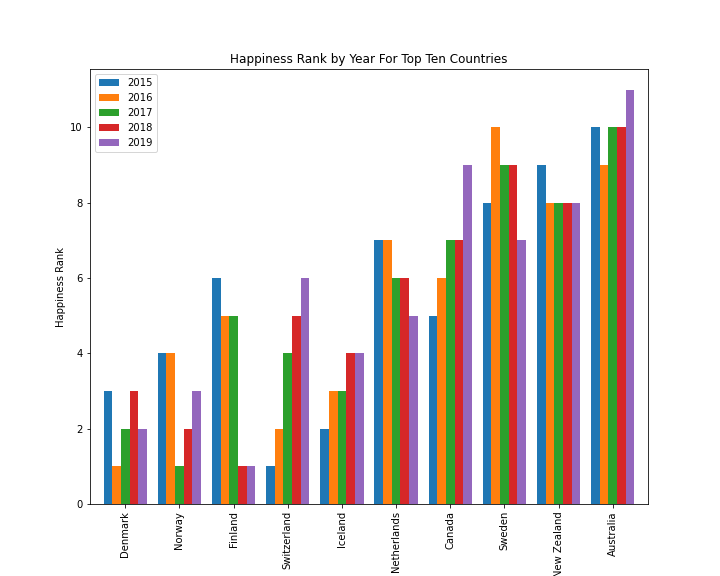 Happiness Rank by Year For Top Ten Countries
2015
2016
2017
2018
2019
Happiness Rank
10
8
6
4
2
0
Denmark
Norway
Finland
Switzerland
Iceland
Netherlands
Canada
Sweden
New Zealand
Australia